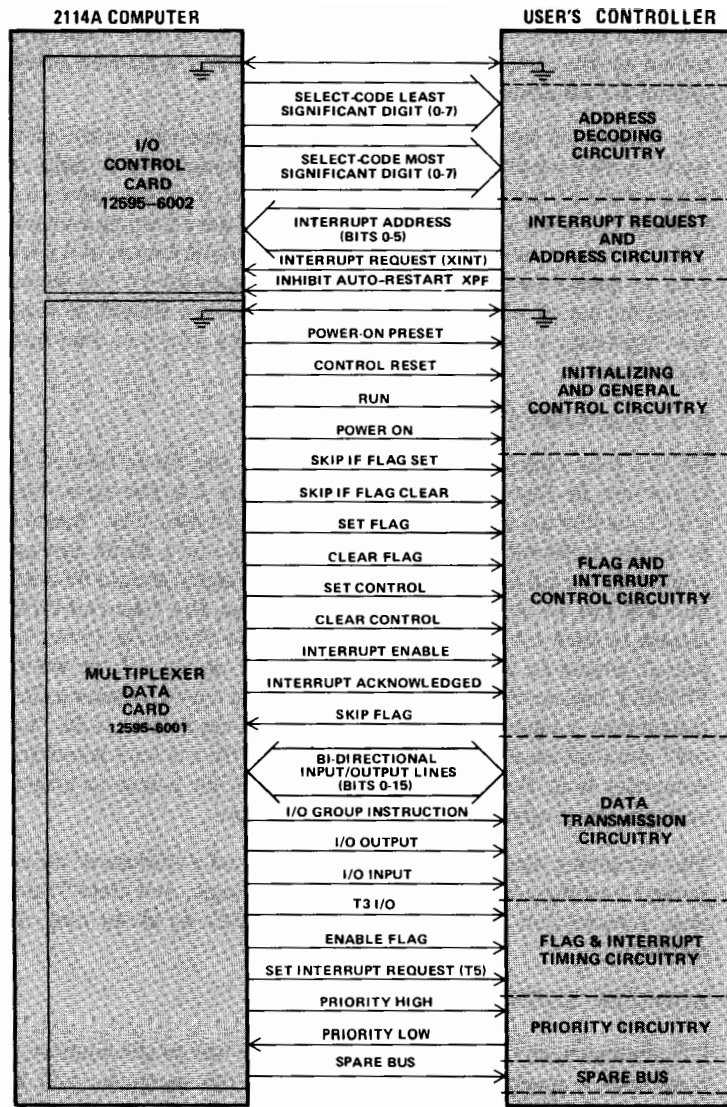 2114A COMPUTER
USER'S CONTROLLER
I/O
CONTROL
CARD
12595-6002
SELECT-CODE LEAST
SIGNIFICANT DIGIT (0-7)
SELECT-CODE MOST
SIGNIFICANT DIGIT (0-7)
ADDRESS
DECODING
CIRCUITRY
INTERRUPT ADDRESS
(BITS 0-5)
INTERRUPT REQUEST (XINT)
INHIBIT AUTO-RESTART XPF
INTERRUPT REQUEST
AND
ADDRESS CIRCUITRY
MULTIPLEXER
DATA
CARD
12595-6001
POWER-ON PRESET
CONTROL RESET
RUN
POWER ON
INITIALIZING
AND GENERAL
CONTROL CIRCUITRY
SKIP IF FLAG SET
SKIP IF FLAG CLEAR
SET FLAG
CLEAR FLAG
SET CONTROL
CLEAR CONTROL
INTERRUPT ENABLE
INTERRUPT ACKNOWLEDGED
SKIP FLAG
FLAG AND
INTERRUPT
CONTROL CIRCUITRY
BI-DIRECTIONAL
INPUT/OUTPUT LINES
(BITS 0-15)
I/O GROUP INSTRUCTION
I/O OUTPUT
I/O INPUT
DATA
TRANSMISSION
CIRCUITRY
T3 I/O
ENABLE FLAG
SET INTERRUPT REQUEST (T5)
FLAG & INTERRUPT
TIMING CIRCUITRY
PRIORITY HIGH
PRIORITY LOW
PRIORITY CIRCUITRY
SPARE BUS
SPARE BUS